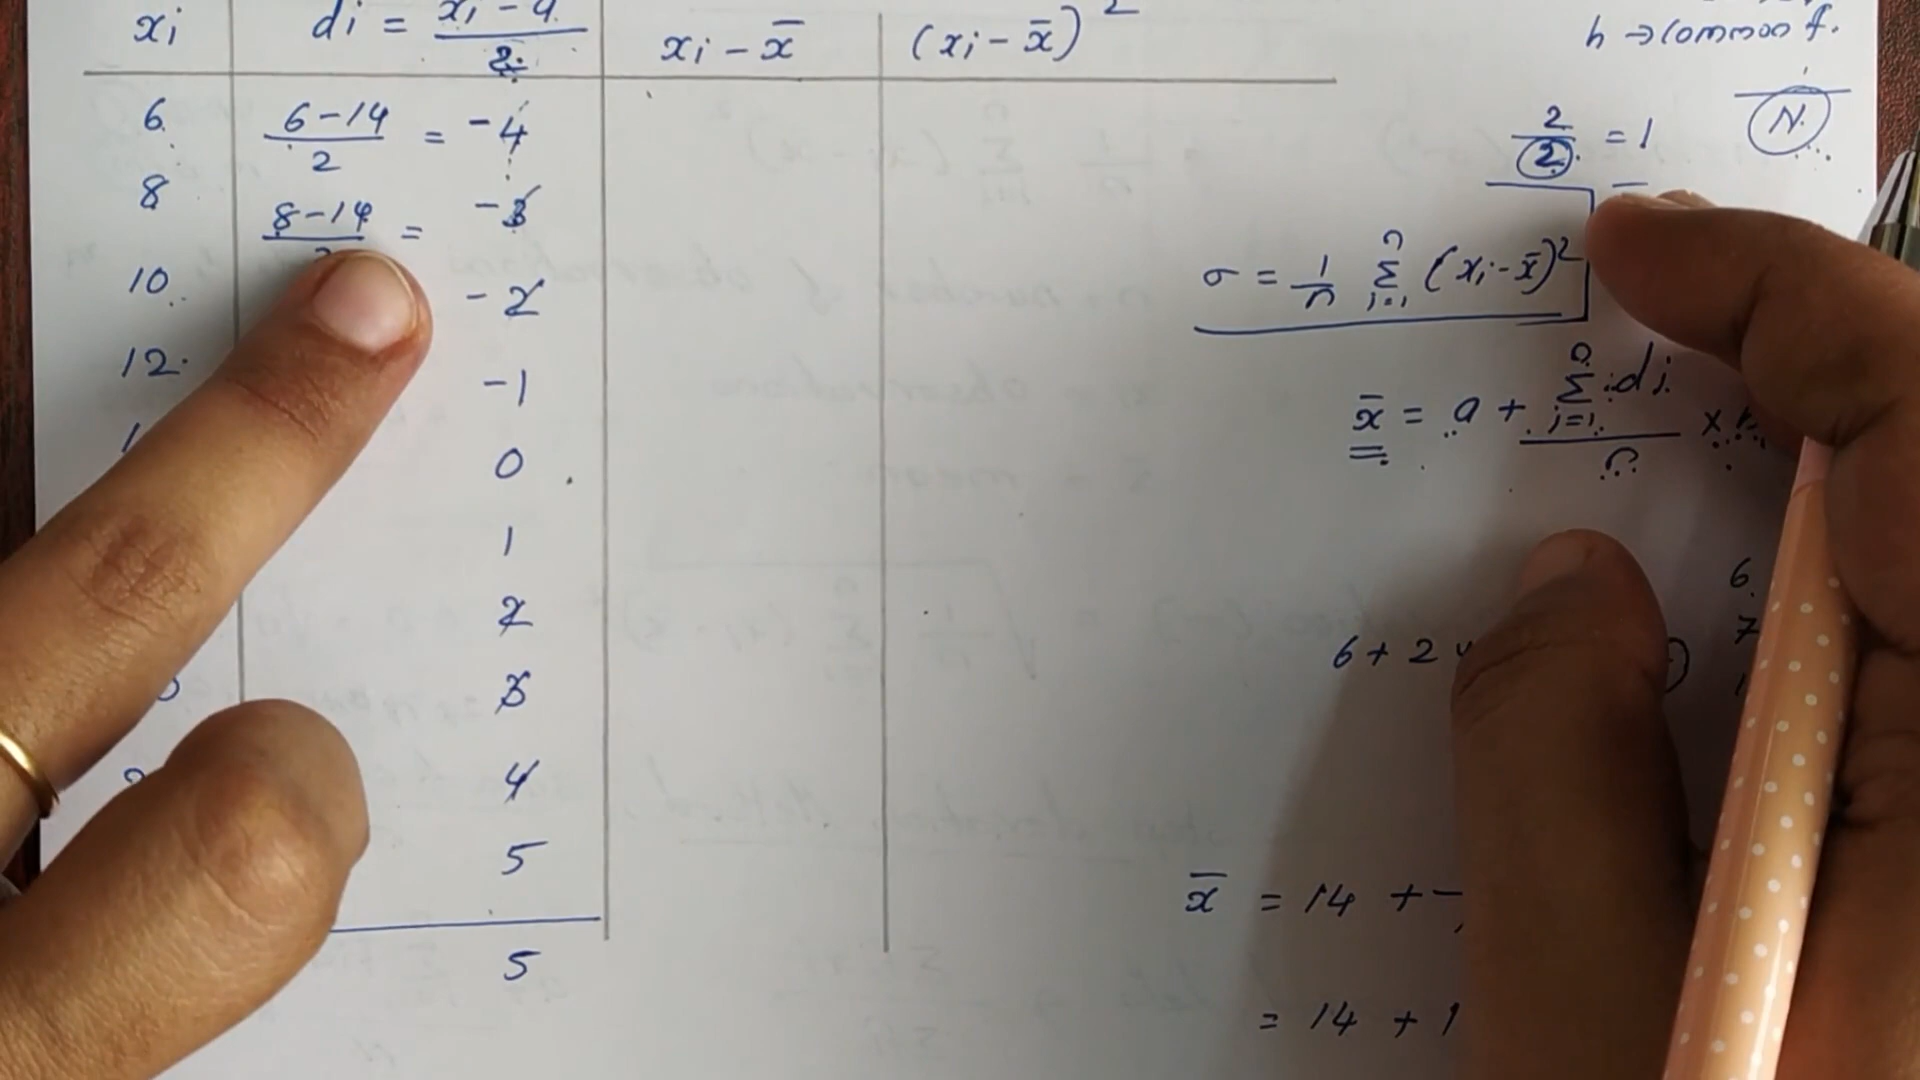 xi di = xi - a / 2 xi - x̄ (xi - x̄)²
h → common f.
6 6 - 14 / 2 = -4
8 8 - 14 = -3
10 -2
12 -1
0
1
2
3
4
5
5
2 / 2 = 1
N
σ = 1/n Σ i=1 n (xi - x̄)²
x̄ = a + Σ i=1 n di / n ×
6 + 2
6
7
x̄ = 14 +
= 14 + 1